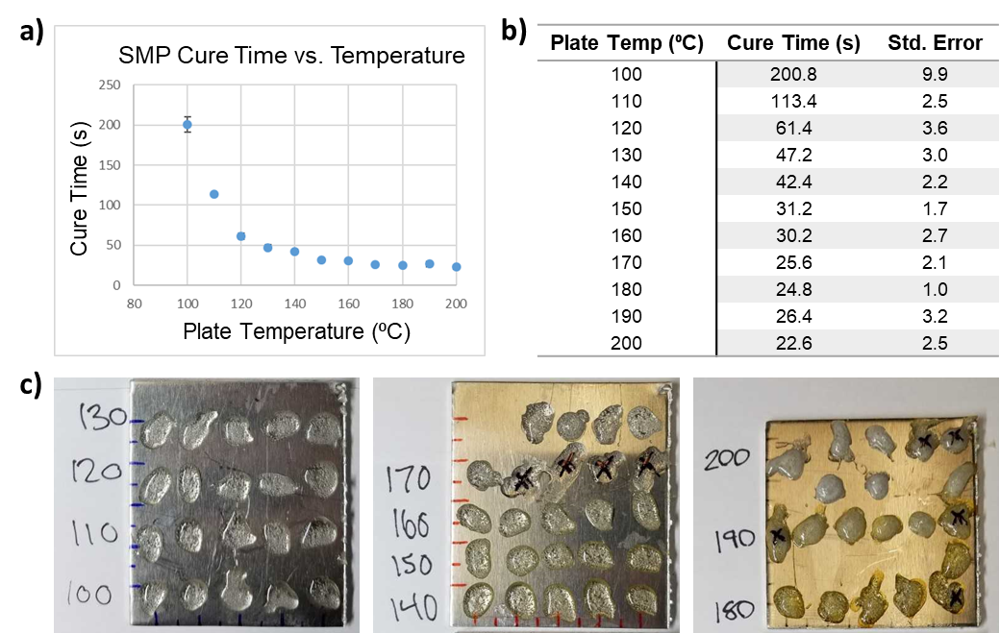 a)
SMP Cure Time vs. Temperature
250
200
150
100
50
0
80 100 120 140 160 180 200
Cure Time (s)
Plate Temperature (ºC)
b)
Plate Temp (ºC) Cure Time (s) Std. Error
100 200.8 9.9
110 113.4 2.5
120 61.4 3.6
130 47.2 3.0
140 42.4 2.2
150 31.2 1.7
160 30.2 2.7
170 25.6 2.1
180 24.8 1.0
190 26.4 3.2
200 22.6 2.5
c)
130
120
110
100
170
160
150
140
200
190
180